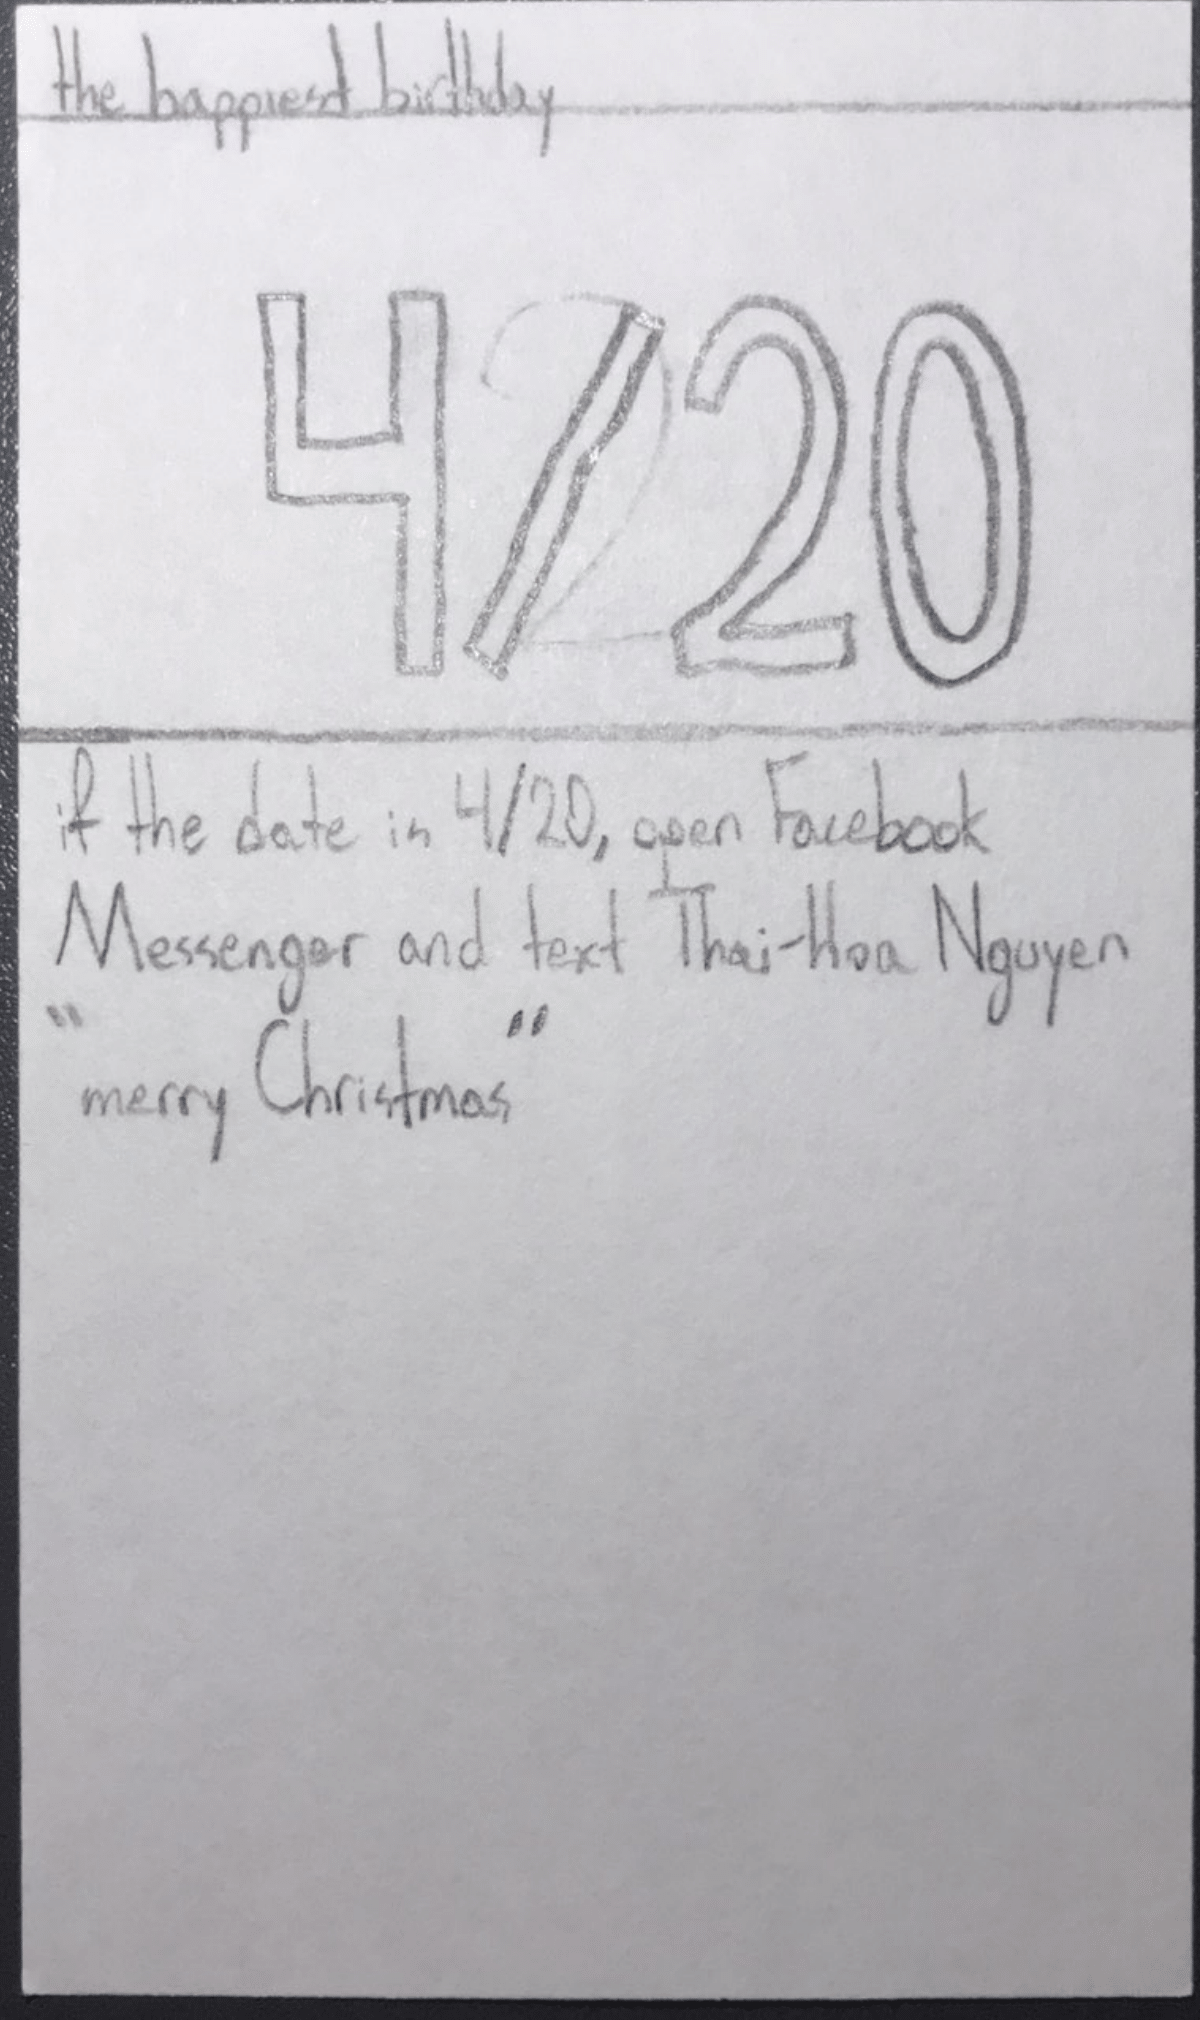 the happiest birthday
4/20
if the date is 4/20, open Facebook
Messenger and text Thai-Hoa Nguyen
"merry Christmas"